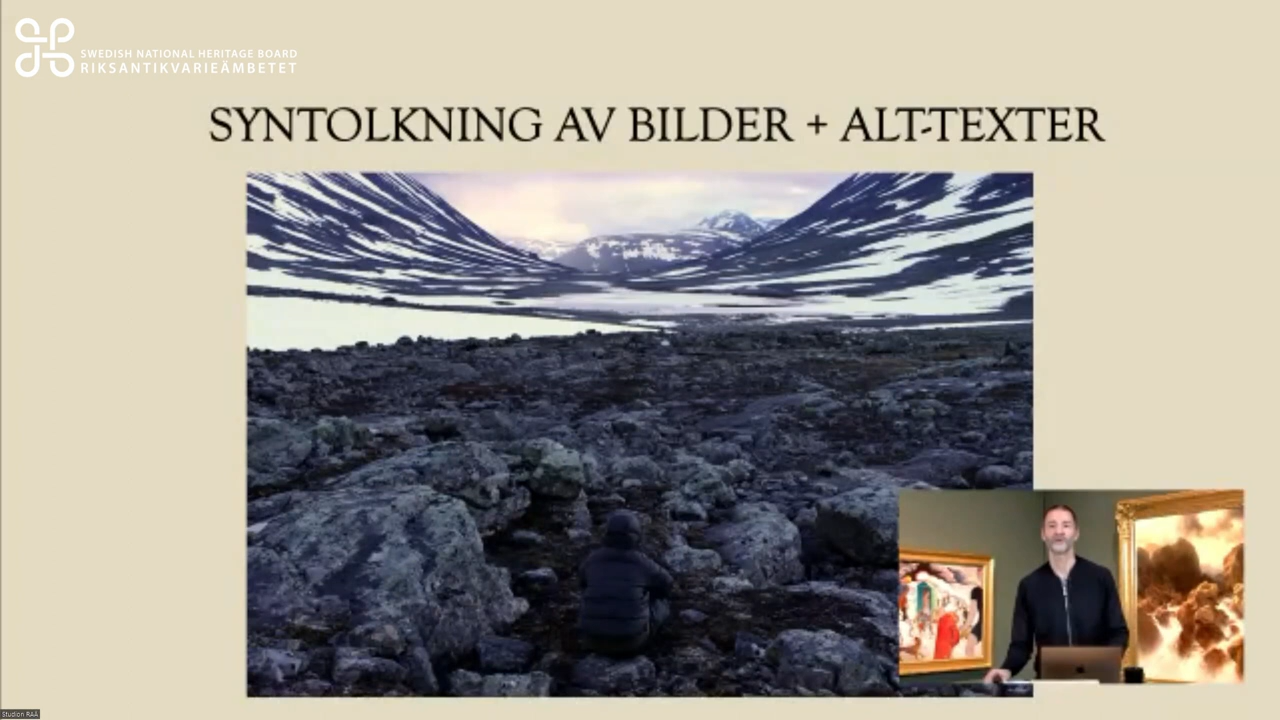 SWEDISH NATIONAL HERITAGE BOARD
RIKSANTIKVARIEÄMBETET
SYNTOLKNING AV BILDER + ALT-TEXTER
Studion RAÄ